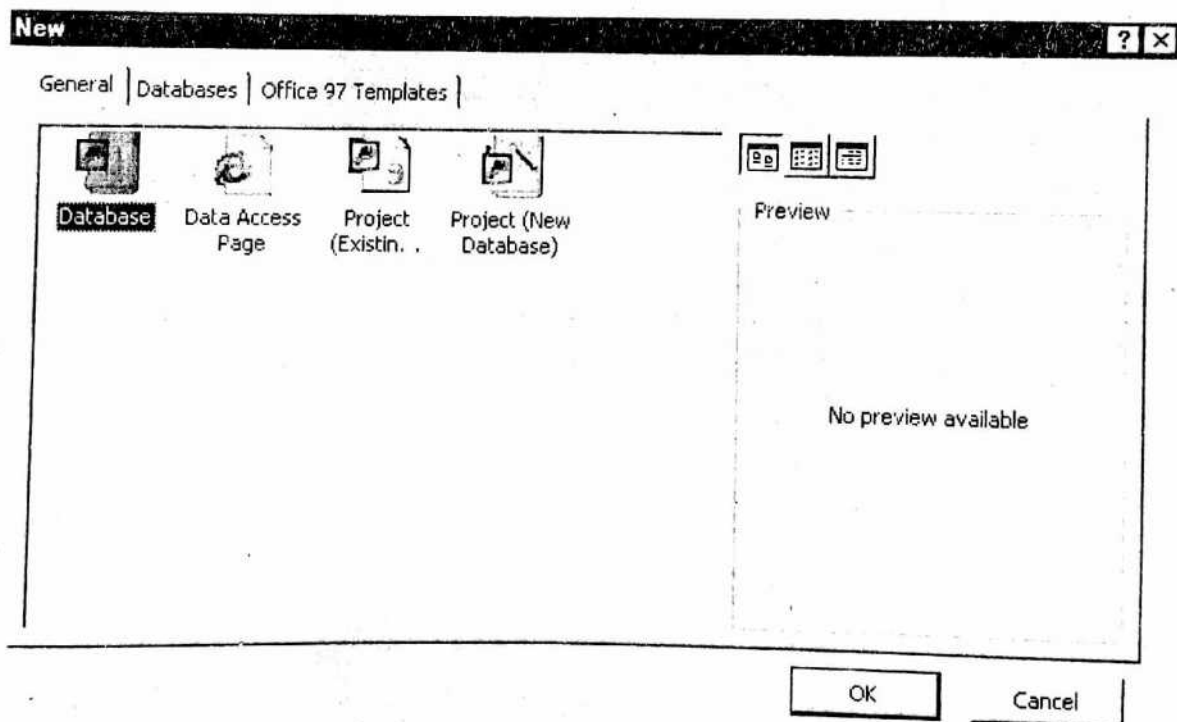 New
General
Databases
Office 97 Templates
Database
Data Access
Page
Project
(Existin. .
Project (New
Database)
Preview
No preview available
OK
Cancel